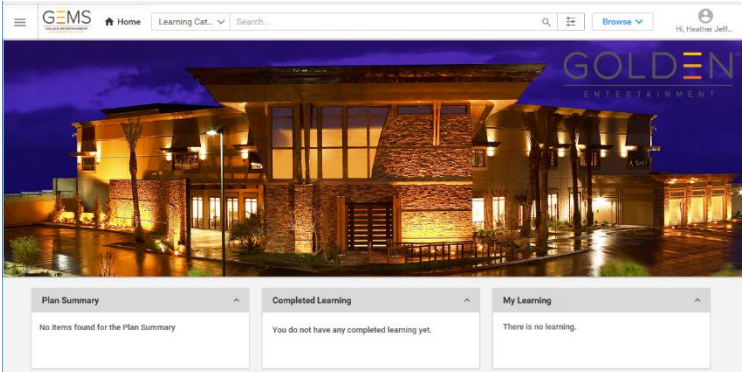 GEMS
GOLDEN ENTERTAINMENT
Home
Learning Cat...
Search...
Browse
Hi, Heather Jeff...
GOLDEN
ENTERTAINMENT
Plan Summary
No items found for the Plan Summary
Completed Learning
You do not have any completed learning yet.
My Learning
There is no learning.